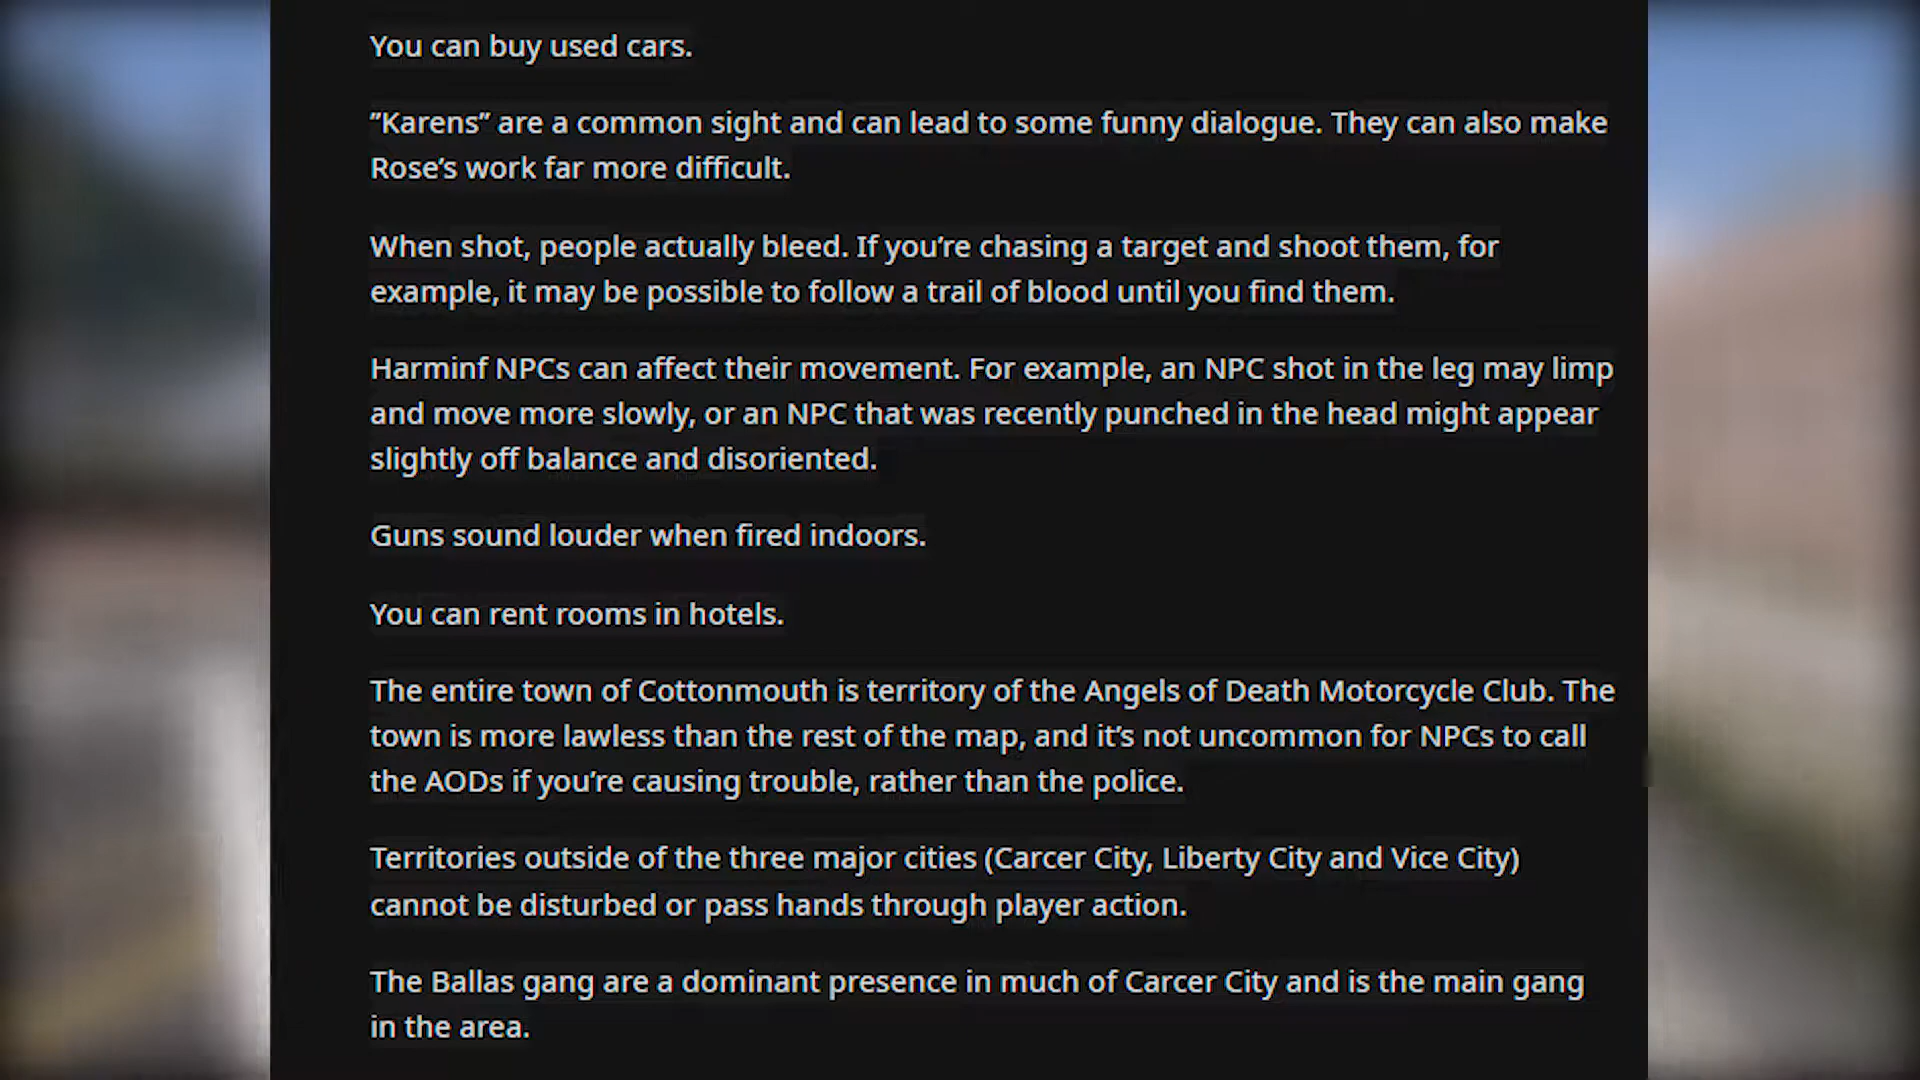 You can buy used cars.
”Karens” are a common sight and can lead to some funny dialogue. They can also make
Rose’s work far more difficult.
When shot, people actually bleed. If you’re chasing a target and shoot them, for
example, it may be possible to follow a trail of blood until you find them.
Harminf NPCs can affect their movement. For example, an NPC shot in the leg may limp
and move more slowly, or an NPC that was recently punched in the head might appear
slightly off balance and disoriented.
Guns sound louder when fired indoors.
You can rent rooms in hotels.
The entire town of Cottonmouth is territory of the Angels of Death Motorcycle Club. The
town is more lawless than the rest of the map, and it’s not uncommon for NPCs to call
the AODs if you’re causing trouble, rather than the police.
Territories outside of the three major cities (Carcer City, Liberty City and Vice City)
cannot be disturbed or pass hands through player action.
The Ballas gang are a dominant presence in much of Carcer City and is the main gang
in the area.